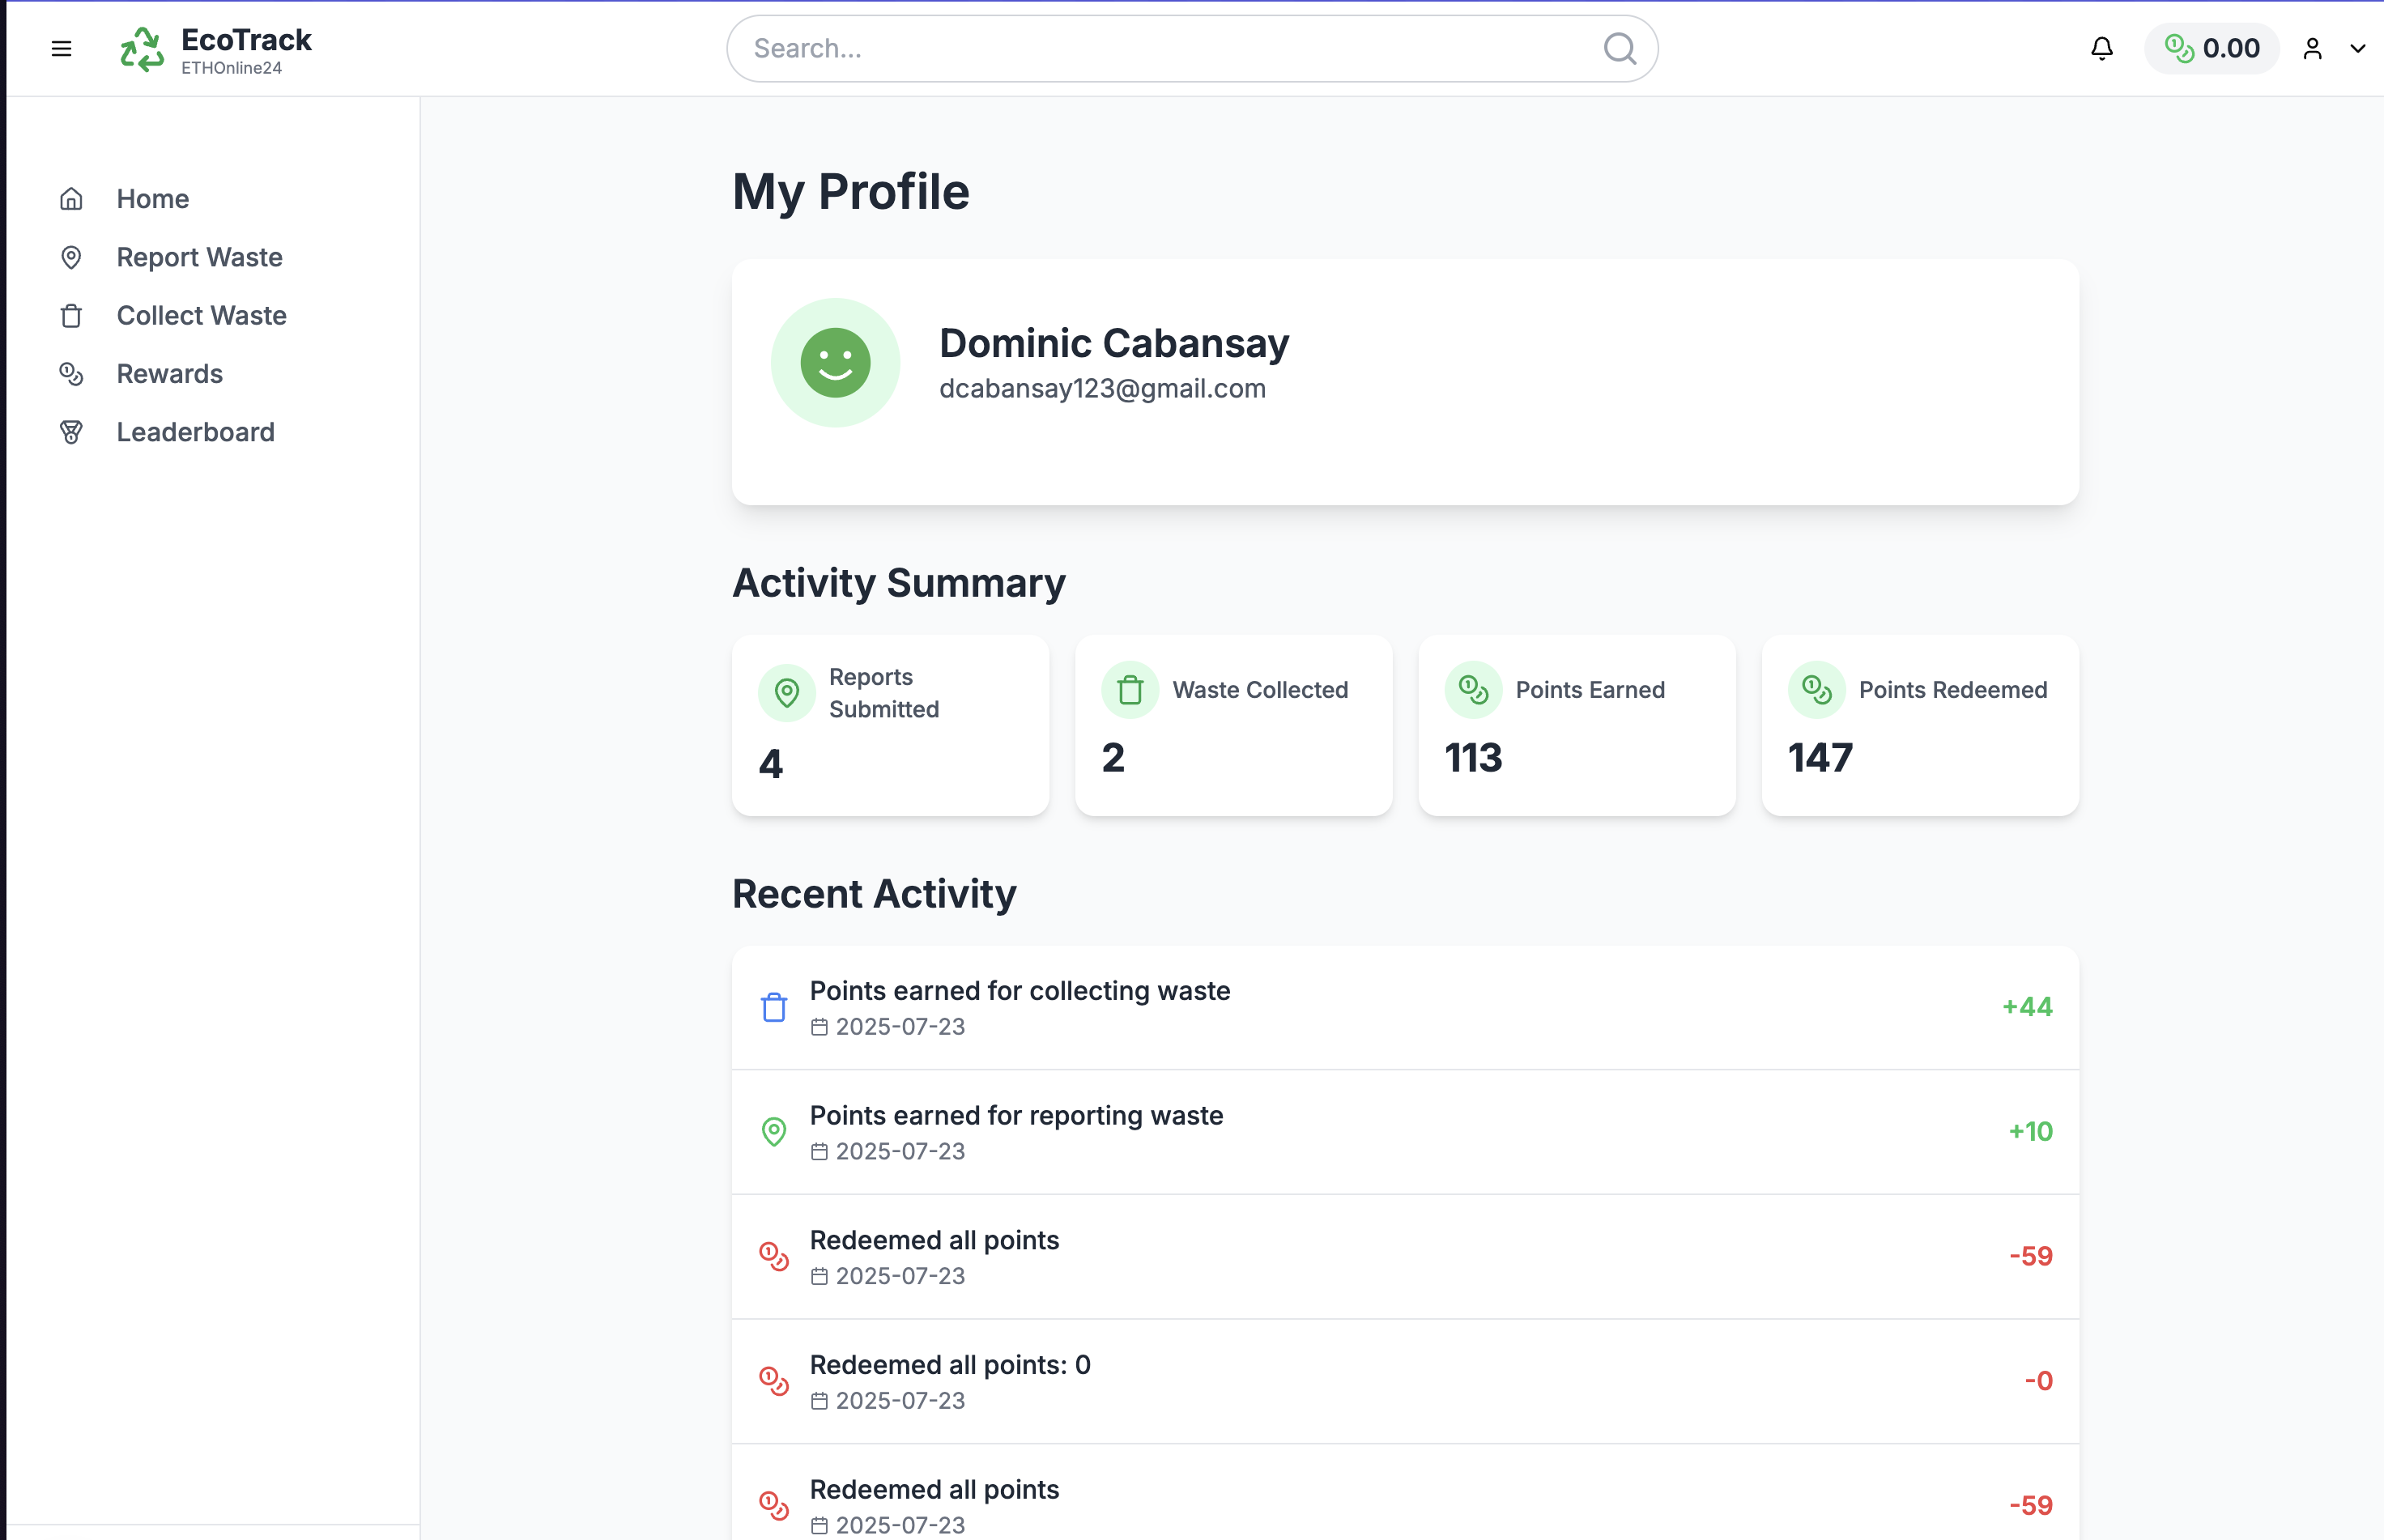 EcoTrack
ETHOnline24
Search...
0.00
Home
Report Waste
Collect Waste
Rewards
Leaderboard
My Profile
Dominic Cabansay
dcabansay123@gmail.com
Activity Summary
Reports
Submitted
4
Waste Collected
2
Points Earned
113
Points Redeemed
147
Recent Activity
Points earned for collecting waste
2025-07-23
+44
Points earned for reporting waste
2025-07-23
+10
Redeemed all points
2025-07-23
-59
Redeemed all points: 0
2025-07-23
-0
Redeemed all points
2025-07-23
-59